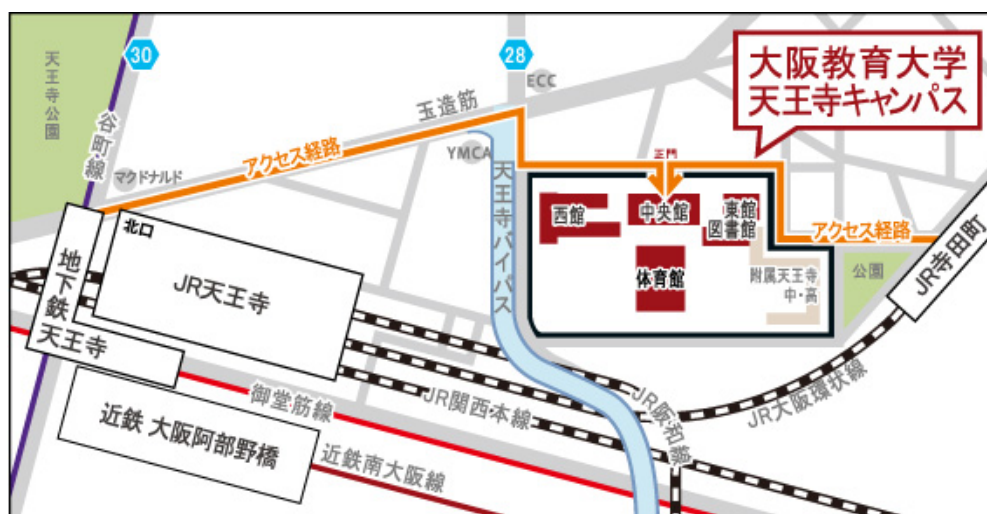 30
28
天王寺公園
谷町線
玉造筋
ECC
大阪教育大学
天王寺キャンパス
アクセス経路
YMCA
マクドナルド
正門
天王寺バイパス
西館
中央館
東館
図書館
アクセス経路
北口
JR天王寺
地下鉄
天王寺
体育館
附属天王寺
中・高
公園
JR寺田町
御堂筋線
JR関西本線
JR阪和線
JR大阪環状線
近鉄 大阪阿部野橋
近鉄南大阪線